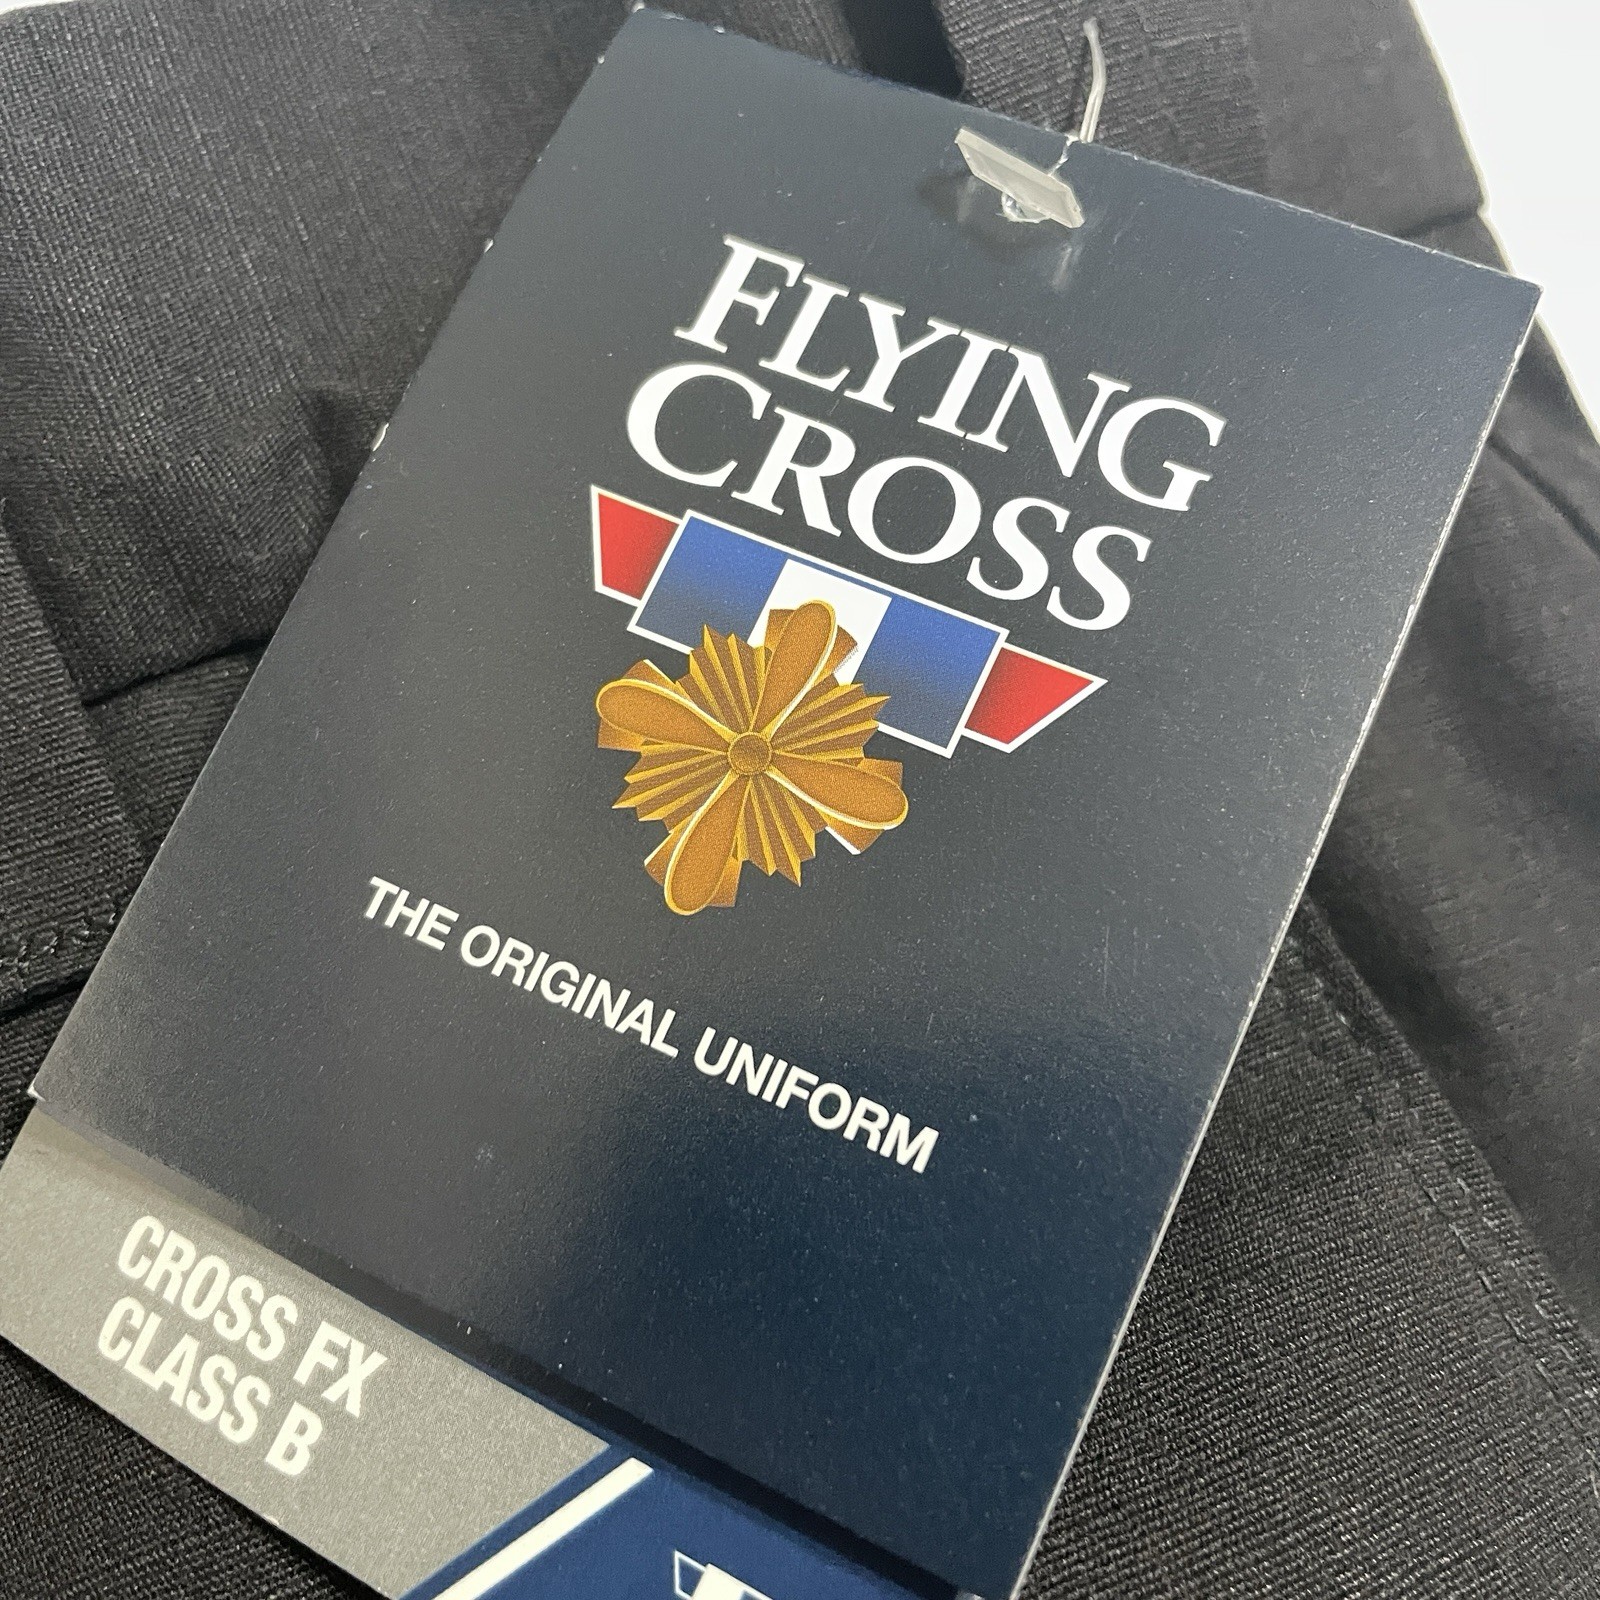 FLYING
CROSS
THE ORIGINAL UNIFORM
CROSS FX
CLASS B